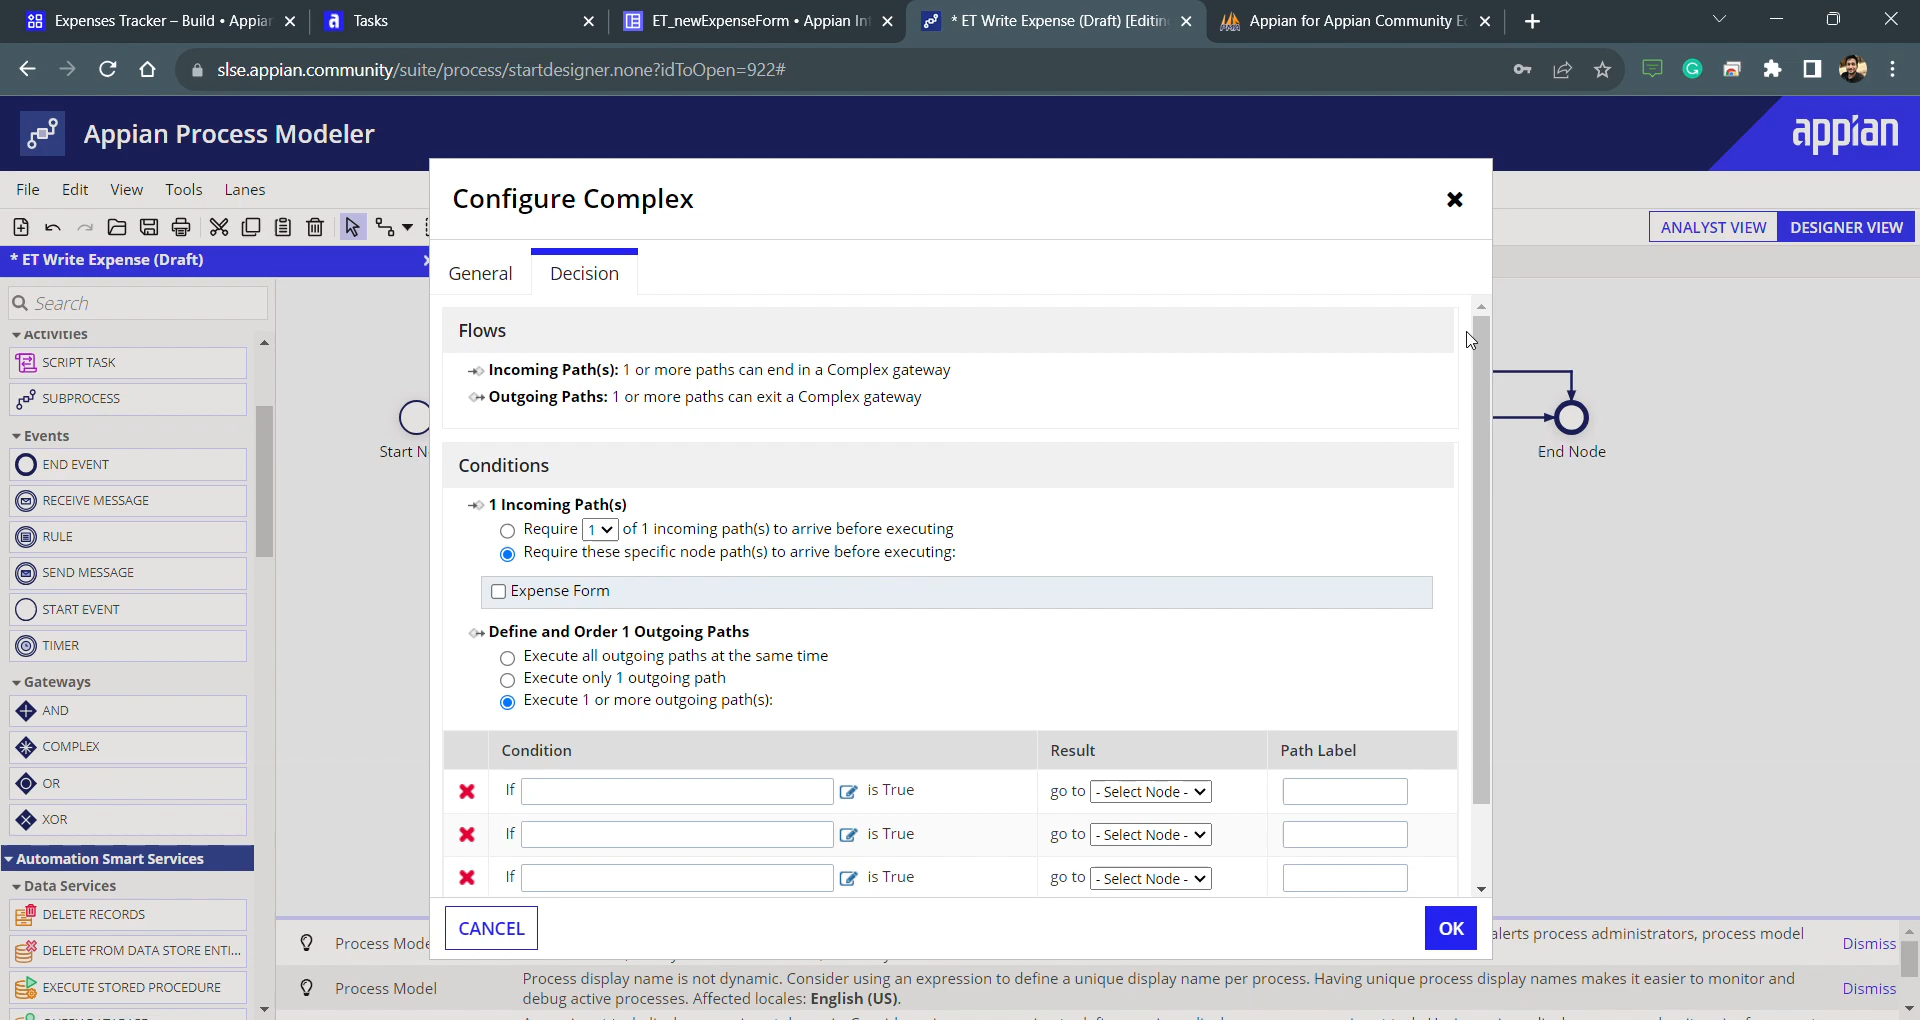 Expenses Tracker – Build • Appian
Tasks
ET_newExpenseForm • Appian In
* ET Write Expense (Draft) [Editin
Appian for Appian Community Ec
slse.appian.community/suite/process/startdesigner.none?idToOpen=922#
Appian Process Modeler
appian
File Edit View Tools Lanes
ANALYST VIEW DESIGNER VIEW
* ET Write Expense (Draft)
Search
Activities
SCRIPT TASK
SUBPROCESS
Events
END EVENT
RECEIVE MESSAGE
RULE
SEND MESSAGE
START EVENT
TIMER
Gateways
AND
COMPLEX
OR
XOR
Automation Smart Services
Data Services
DELETE RECORDS
DELETE FROM DATA STORE ENTI...
EXECUTE STORED PROCEDURE
Start N
End Node
Configure Complex
General Decision
Flows
Incoming Path(s): 1 or more paths can end in a Complex gateway
Outgoing Paths: 1 or more paths can exit a Complex gateway
Conditions
1 Incoming Path(s)
Require 1 of 1 incoming path(s) to arrive before executing
Require these specific node path(s) to arrive before executing:
Expense Form
Define and Order 1 Outgoing Paths
Execute all outgoing paths at the same time
Execute only 1 outgoing path
Execute 1 or more outgoing path(s):
Condition Result Path Label
If is True go to - Select Node -
If is True go to - Select Node -
If is True go to - Select Node -
CANCEL OK
Process Mode alerts process administrators, process model Dismiss
Process Model Process display name is not dynamic. Consider using an expression to define a unique display name per process. Having unique process display names makes it easier to monitor and Dismiss
debug active processes. Affected locales: English (US).